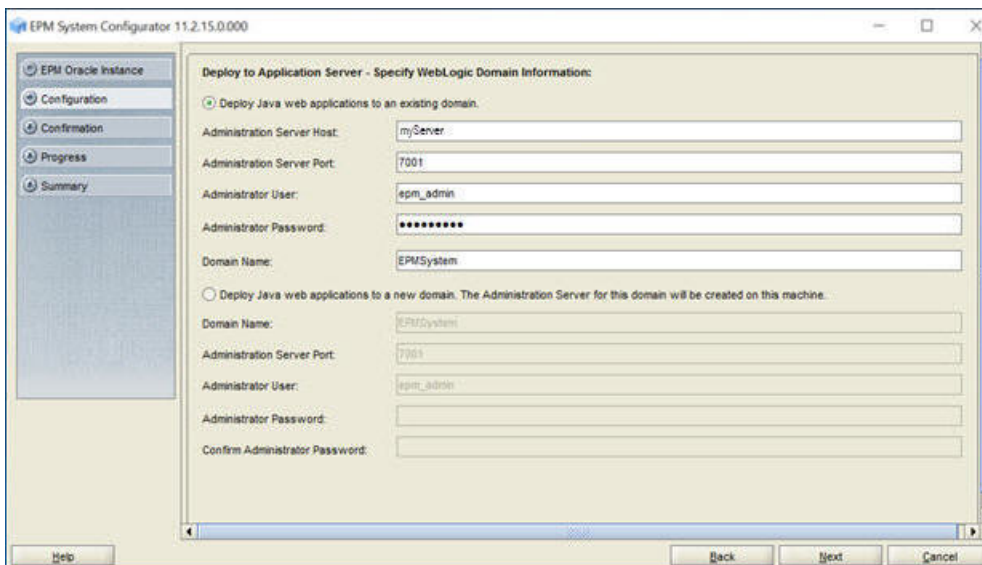 EPM System Configurator 11.2.15.0.000
EPM Oracle Instance
Configuration
Confirmation
Progress
Summary
Deploy to Application Server - Specify WebLogic Domain Information:
Deploy Java web applications to an existing domain.
Administration Server Host: myServer
Administration Server Port: 7001
Administrator User: epm_admin
Administrator Password: •••••••••
Domain Name: EPMSystem
Deploy Java web applications to a new domain. The Administration Server for this domain will be created on this machine.
Domain Name: EPMSystem
Administration Server Port: 7001
Administrator User: epm_admin
Administrator Password:
Confirm Administrator Password:
Help Back Next Cancel